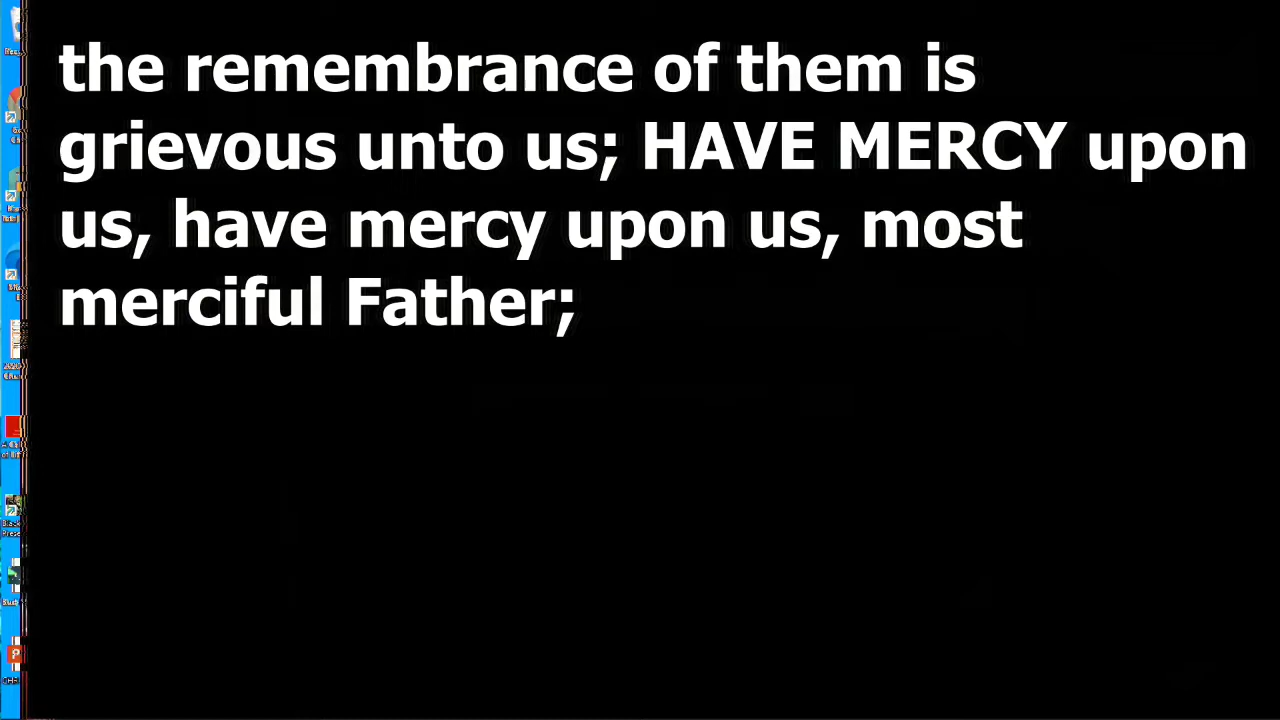 the remembrance of them is
grievous unto us; HAVE MERCY upon
us, have mercy upon us, most
merciful Father;